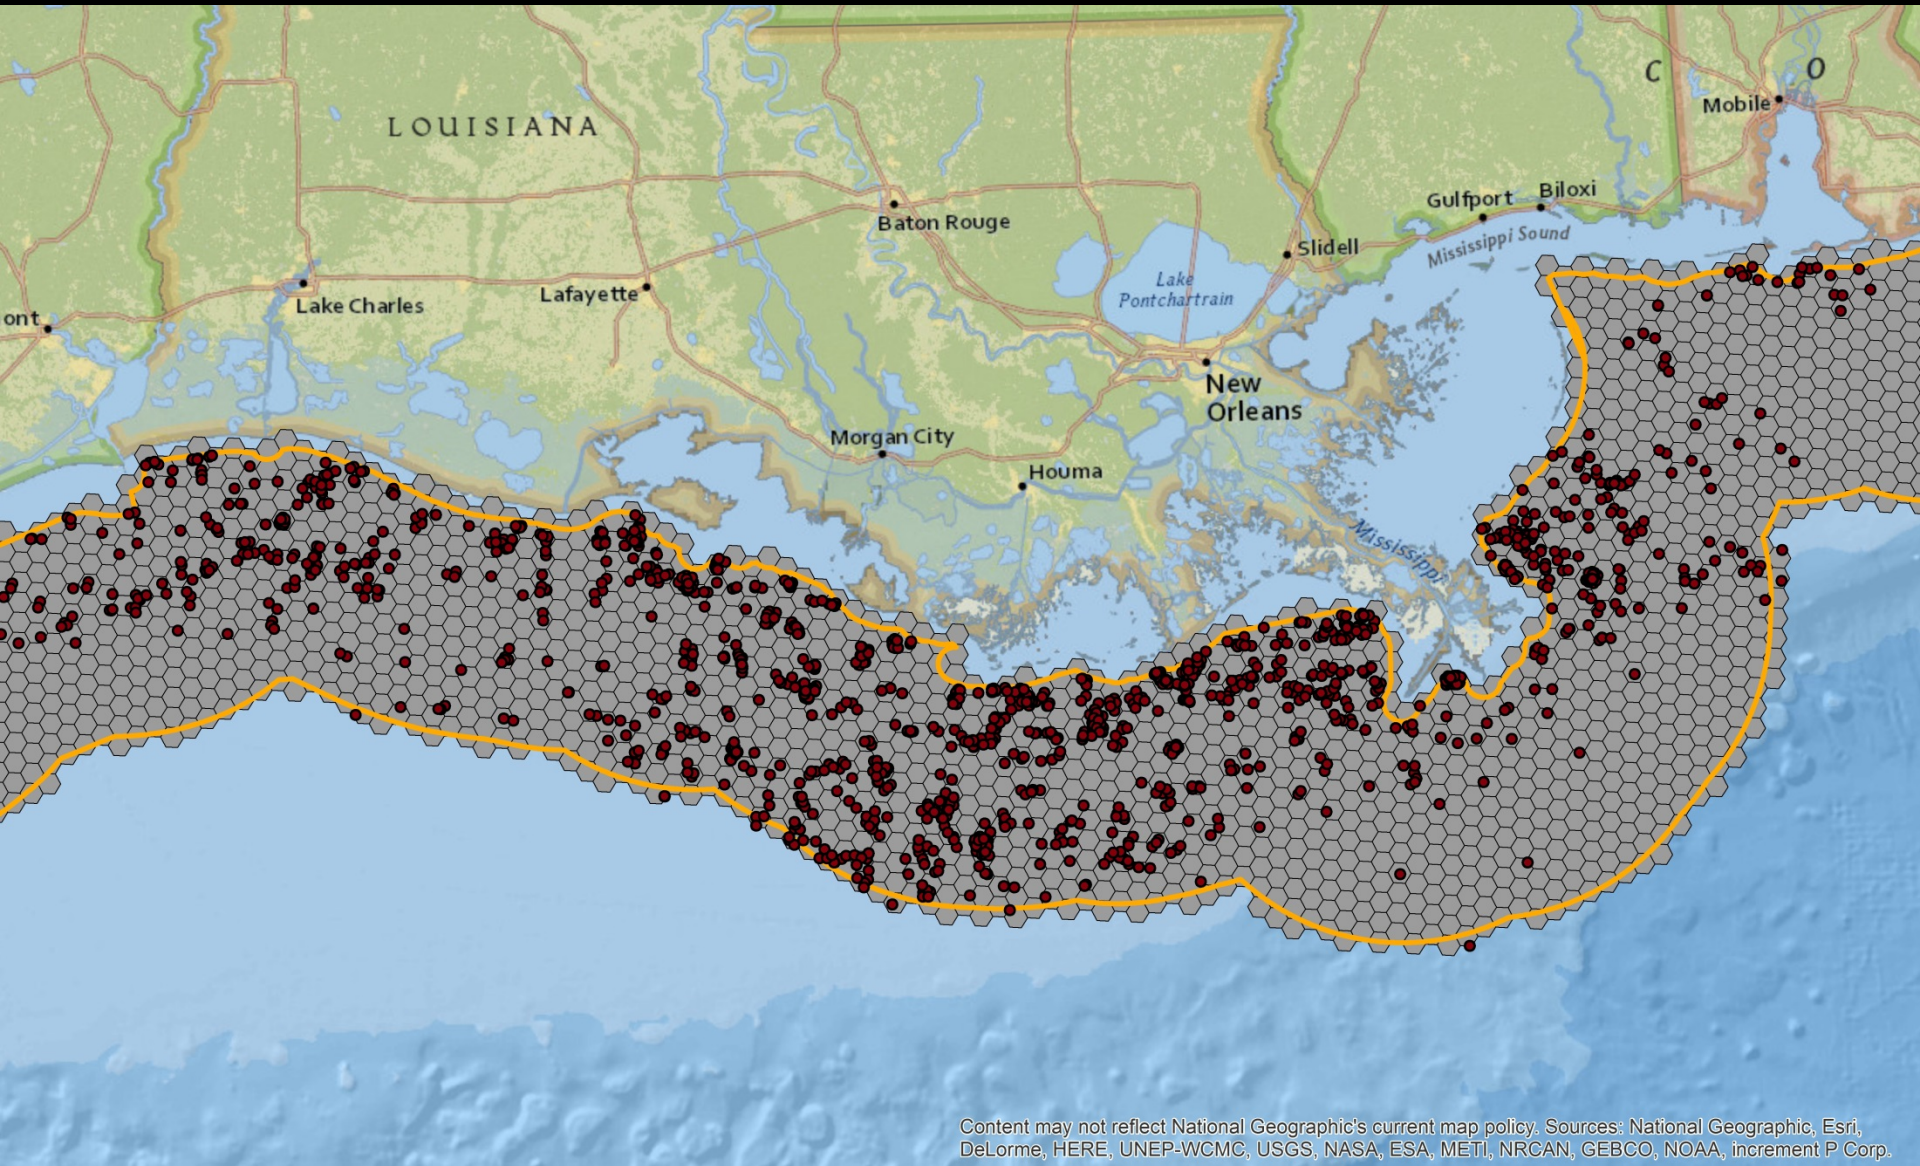 C O
Mobile
LOUISIANA
Biloxi
Gulfport
Baton Rouge
Mississippi Sound
Slidell
Lake
Pontchartrain
Lake Charles
Lafayette
ont
New
Orleans
Morgan City
Houma
Mississippi
Content may not reflect National Geographic's current map policy. Sources: National Geographic, Esri,
DeLorme, HERE, UNEP-WCMC, USGS, NASA, ESA, METI, NRCAN, GEBCO, NOAA, increment P Corp.